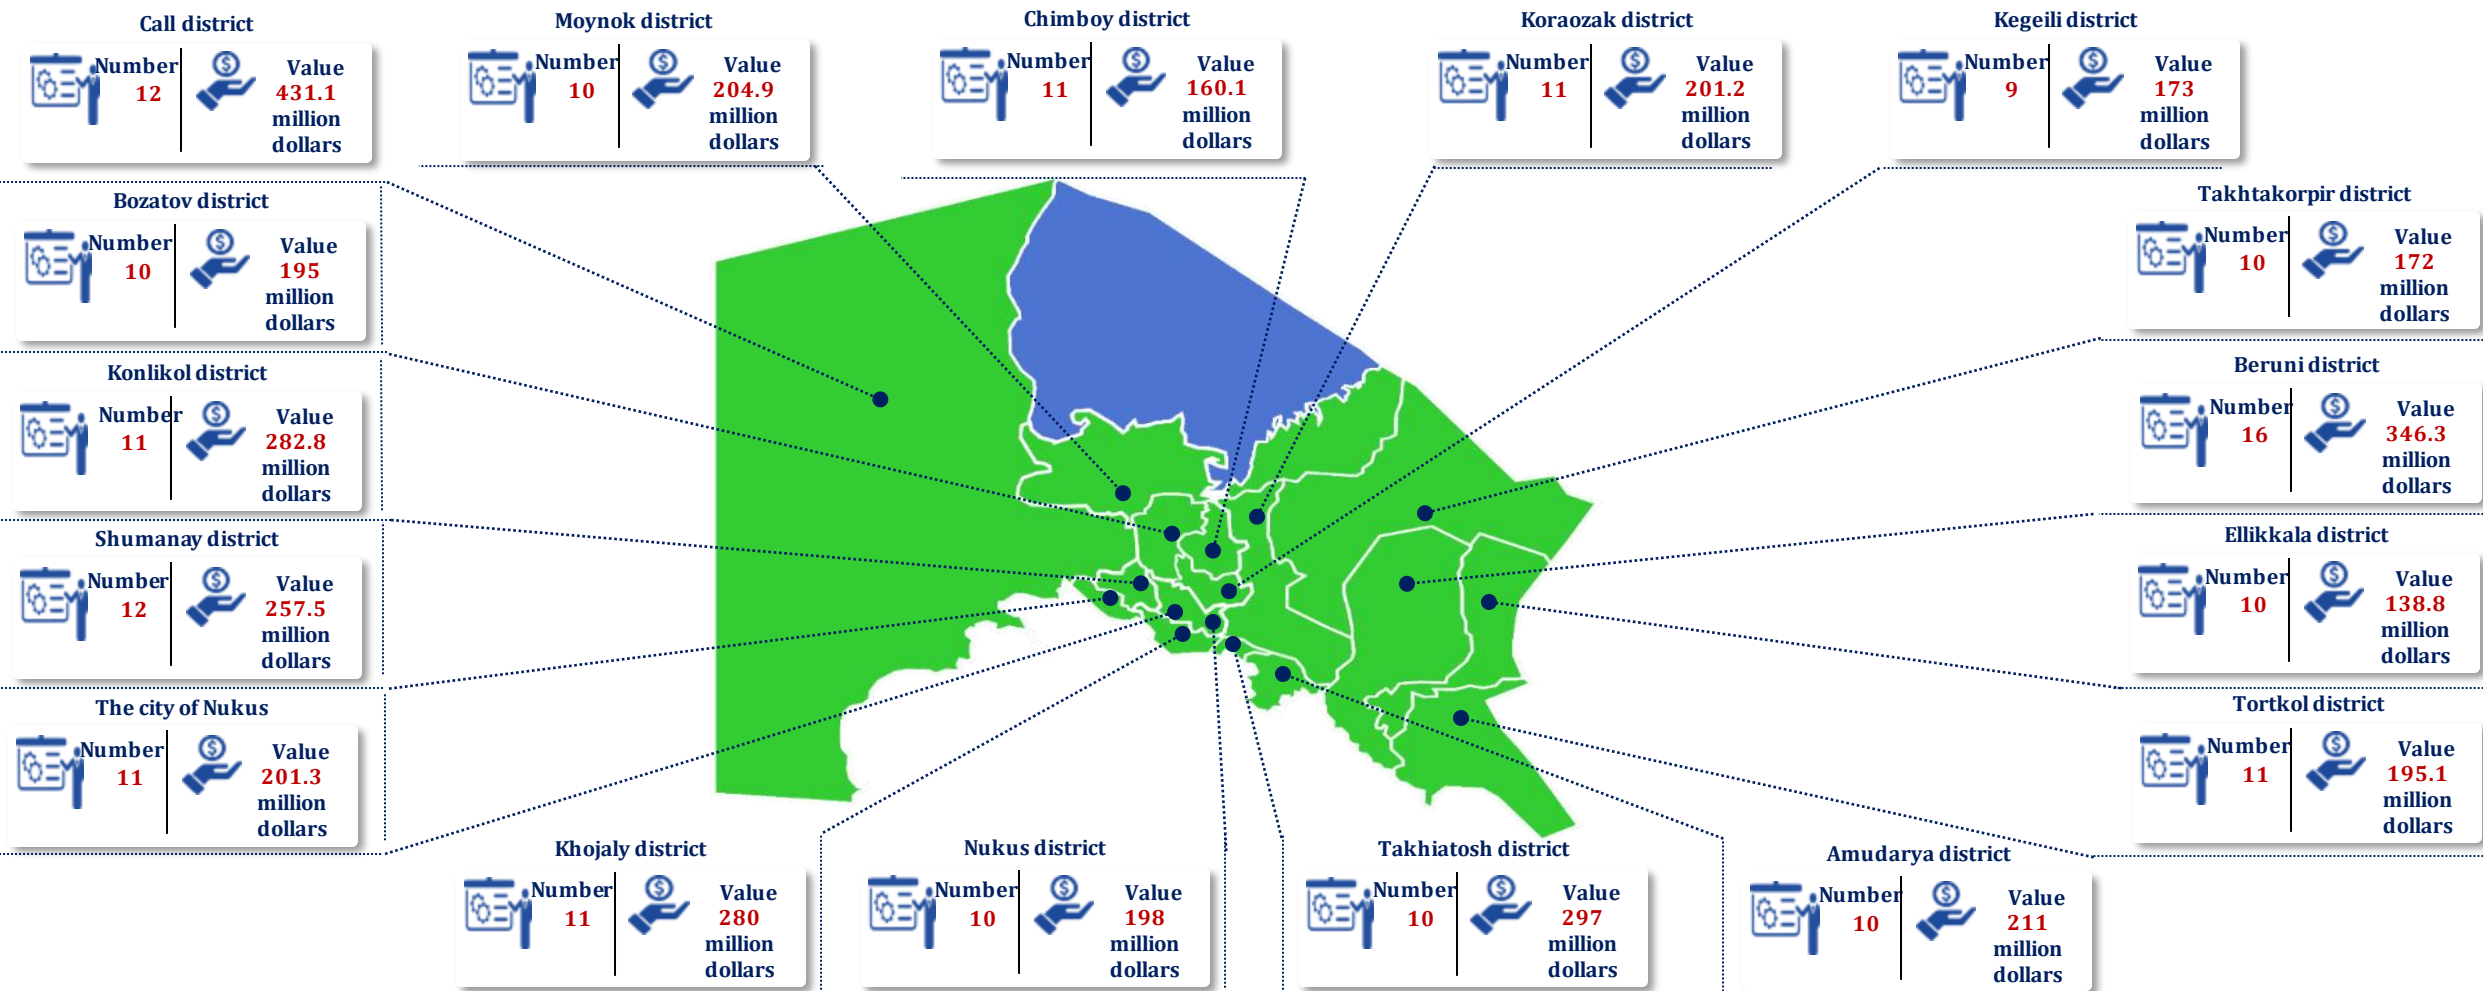 Call district
Number
12
Value
431.1
million
dollars
Moynok district
Number
10
Value
204.9
million
dollars
Chimboy district
Number
11
Value
160.1
million
dollars
Koraozak district
Number
11
Value
201.2
million
dollars
Kegeili district
Number
9
Value
173
million
dollars
Bozatov district
Number
10
Value
195
million
dollars
Takhtakorpir district
Number
10
Value
172
million
dollars
Konlikol district
Number
11
Value
282.8
million
dollars
Beruni district
Number
16
Value
346.3
million
dollars
Shumanay district
Number
12
Value
257.5
million
dollars
Ellikkala district
Number
10
Value
138.8
million
dollars
The city of Nukus
Number
11
Value
201.3
million
dollars
Tortkol district
Number
11
Value
195.1
million
dollars
Khojaly district
Number
11
Value
280
million
dollars
Nukus district
Number
10
Value
198
million
dollars
Takhiatosh district
Number
10
Value
297
million
dollars
Amudarya district
Number
10
Value
211
million
dollars